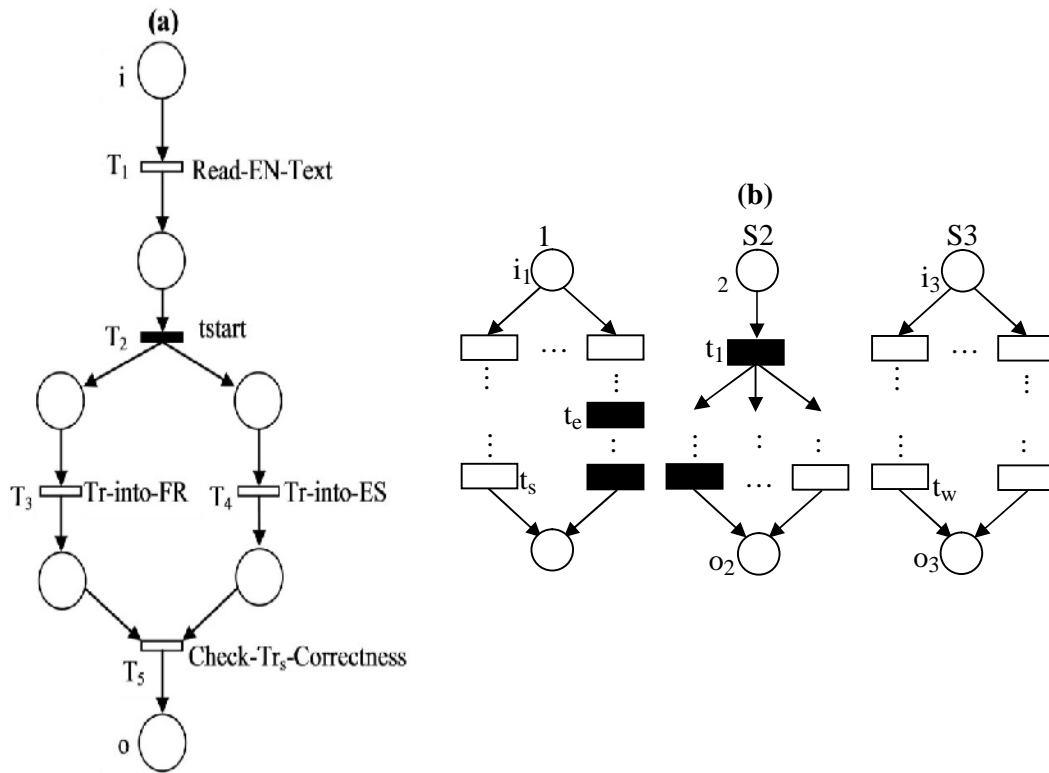 (a)
i
T1 Read-EN-Text
T2 tstart
T3 Tr-into-FR T4 Tr-into-ES
T5 Check-Trs-Correctness
o
(b)
1 S2 S3
i1 2 i3
... t1 ...
te
ts ... tw
o2 o3